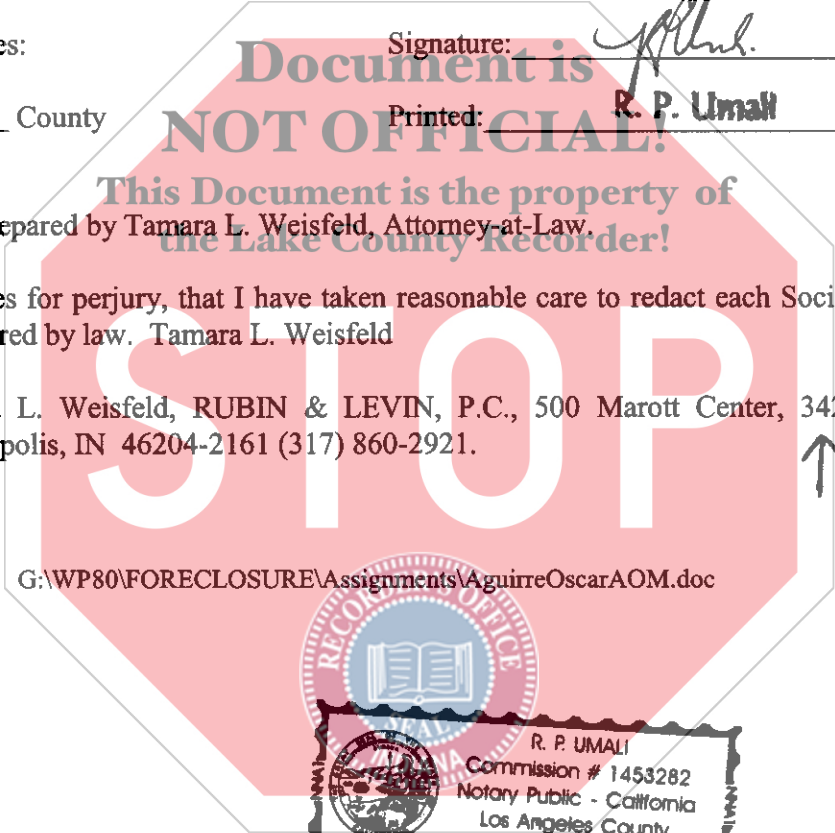 es:
Signature:
County
Printed: R. P. Umali
Document is
NOT OFFICIAL!
This Document is the property of
the Lake County Recorder!
epared by Tamara L. Weisfeld, Attorney-at-Law.
es for perjury, that I have taken reasonable care to redact each Soci
red by law. Tamara L. Weisfeld
L. Weisfeld, RUBIN & LEVIN, P.C., 500 Marott Center, 342
polis, IN 46204-2161 (317) 860-2921.
STOP
G:\WP80\FORECLOSURE\Assignments\AguirreOscarAOM.doc
RECORDER'S OFFICE
SEAL
INDIANA
R. P. UMALI
Commission # 1453282
Notary Public - California
Los Angeles County